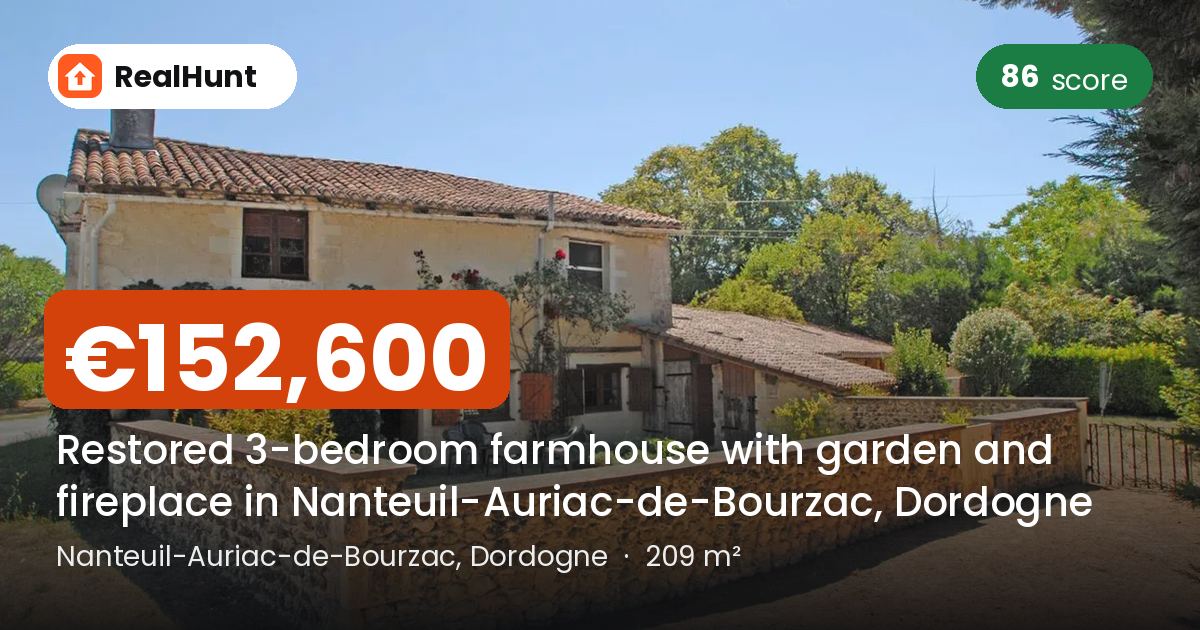 RealHunt
86 score
€152,600
Restored 3-bedroom farmhouse with garden and
fireplace in Nanteuil-Auriac-de-Bourzac, Dordogne
Nanteuil-Auriac-de-Bourzac, Dordogne · 209 m²